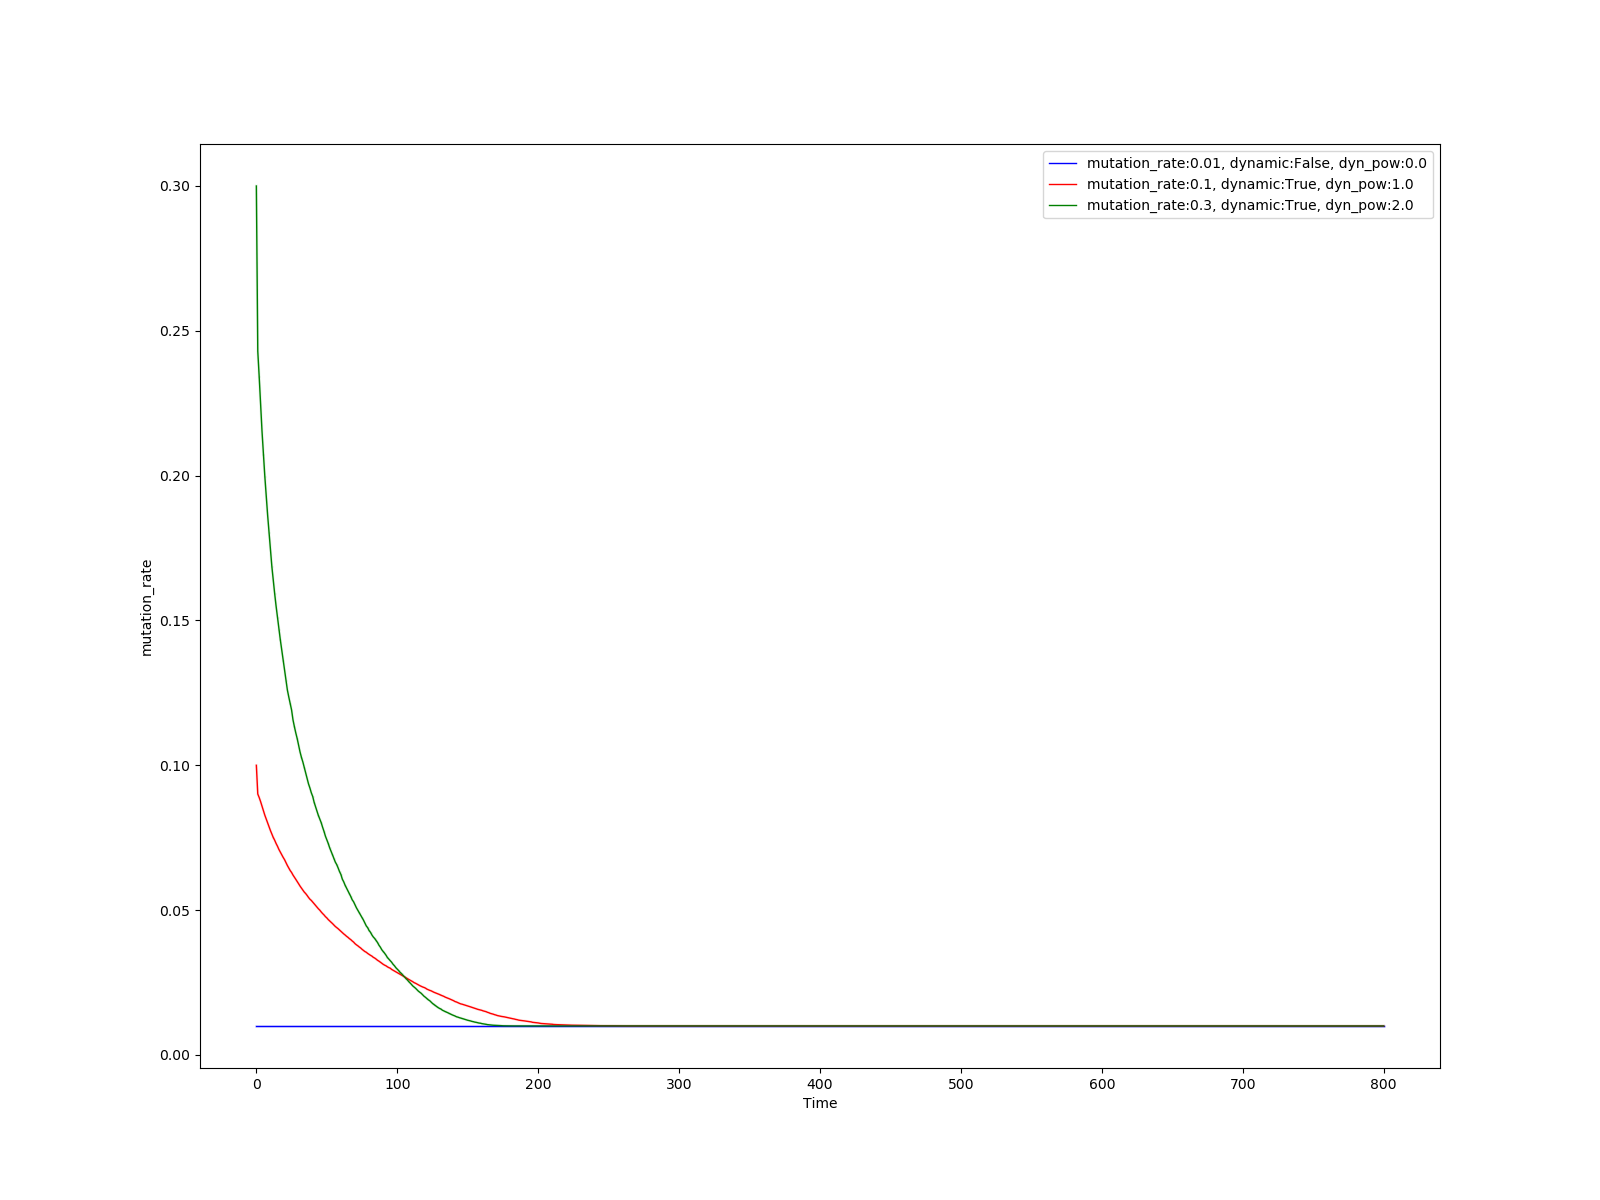 mutation_rate:0.01, dynamic:False, dyn_pow:0.0
mutation_rate:0.1, dynamic:True, dyn_pow:1.0
mutation_rate:0.3, dynamic:True, dyn_pow:2.0
0.30
0.25
0.20
0.15
0.10
0.05
0.00
mutation_rate
0 100 200 300 400 500 600 700 800
Time